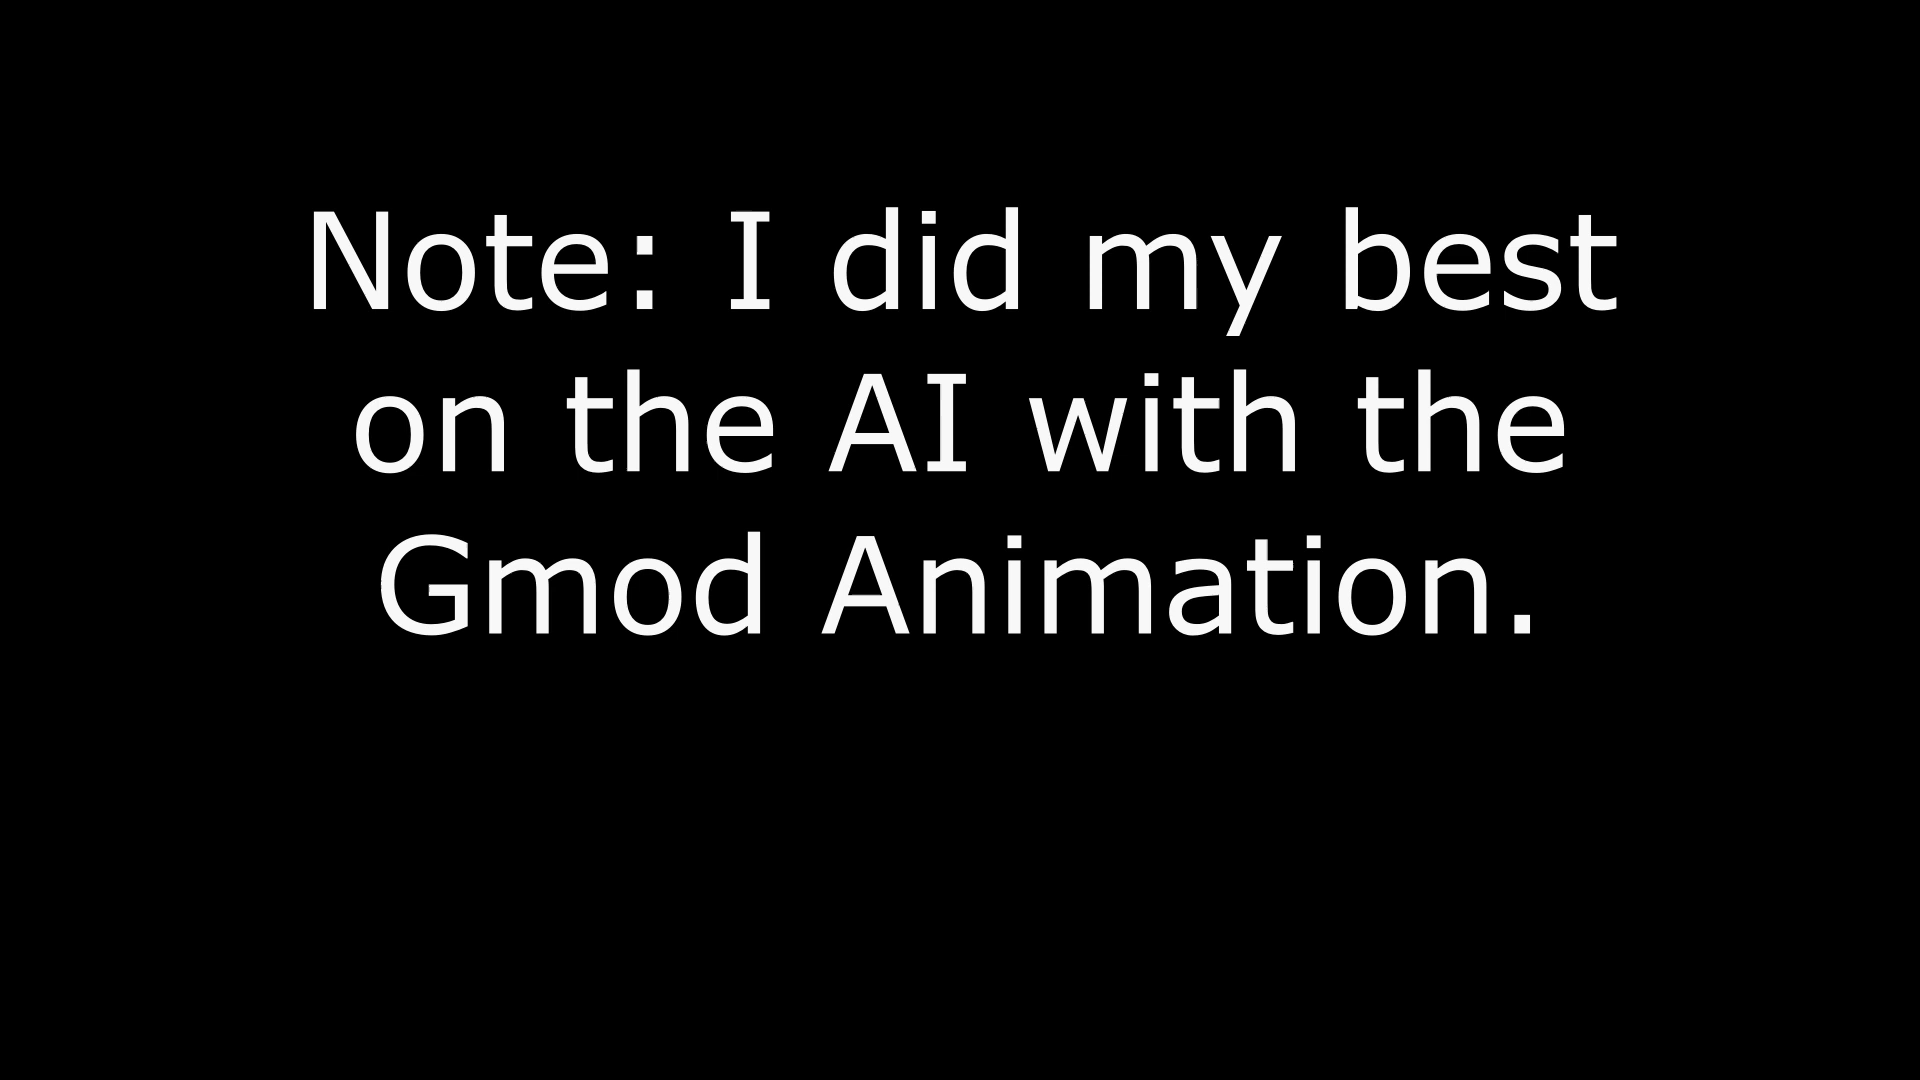 Note: I did my best
on the AI with the
Gmod Animation.